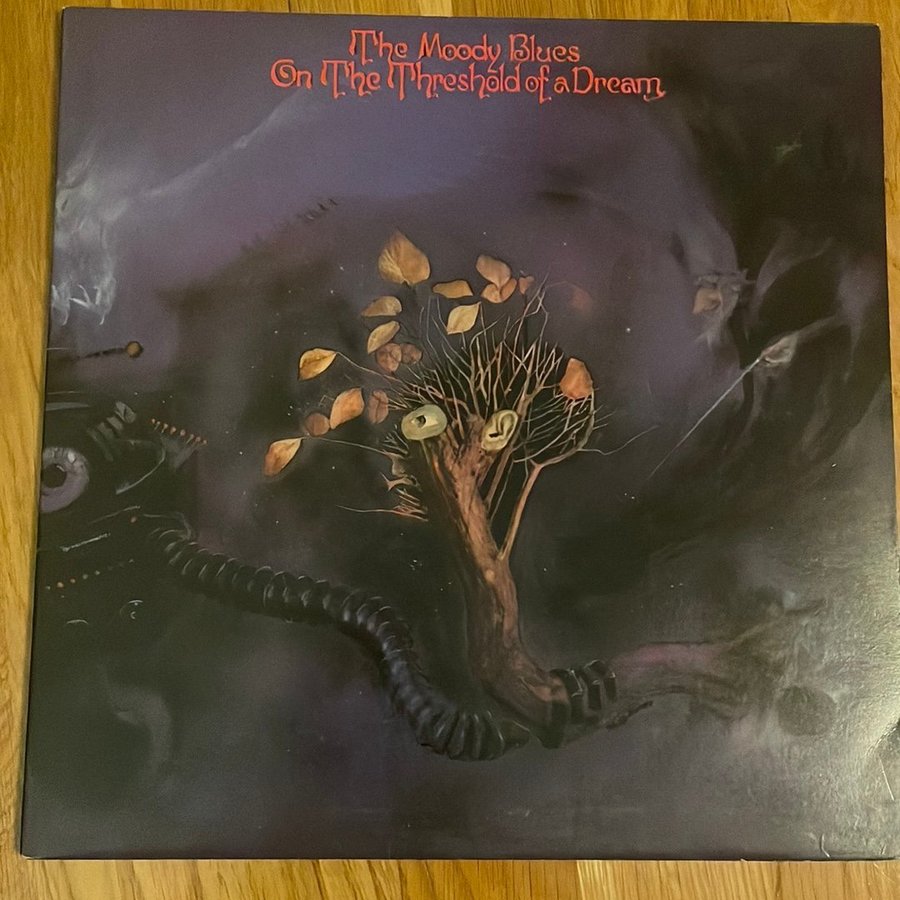 The Moody Blues
On The Threshold of a Dream